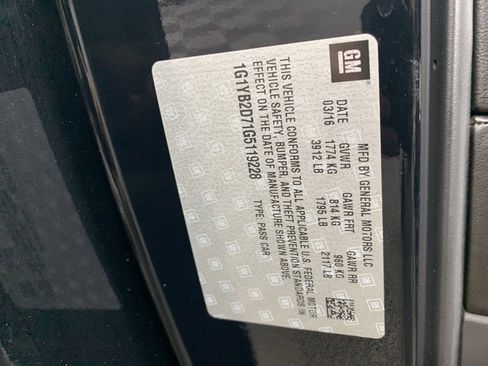 GM
MFD BY GENERAL MOTORS LLC
DATE GVWR GAWR FRT GAWR RR
03/16 1774 KG 814 KG 960 KG
3912 LB 1795 LB 2117 LB
THIS VEHICLE CONFORMS TO ALL APPLICABLE U.S. FEDERAL MOTOR
VEHICLE SAFETY, BUMPER, AND THEFT PREVENTION STANDARDS IN
EFFECT ON THE DATE OF MANUFACTURE SHOWN ABOVE.
1G1YB2D71G5119228 TYPE: PASS CAR